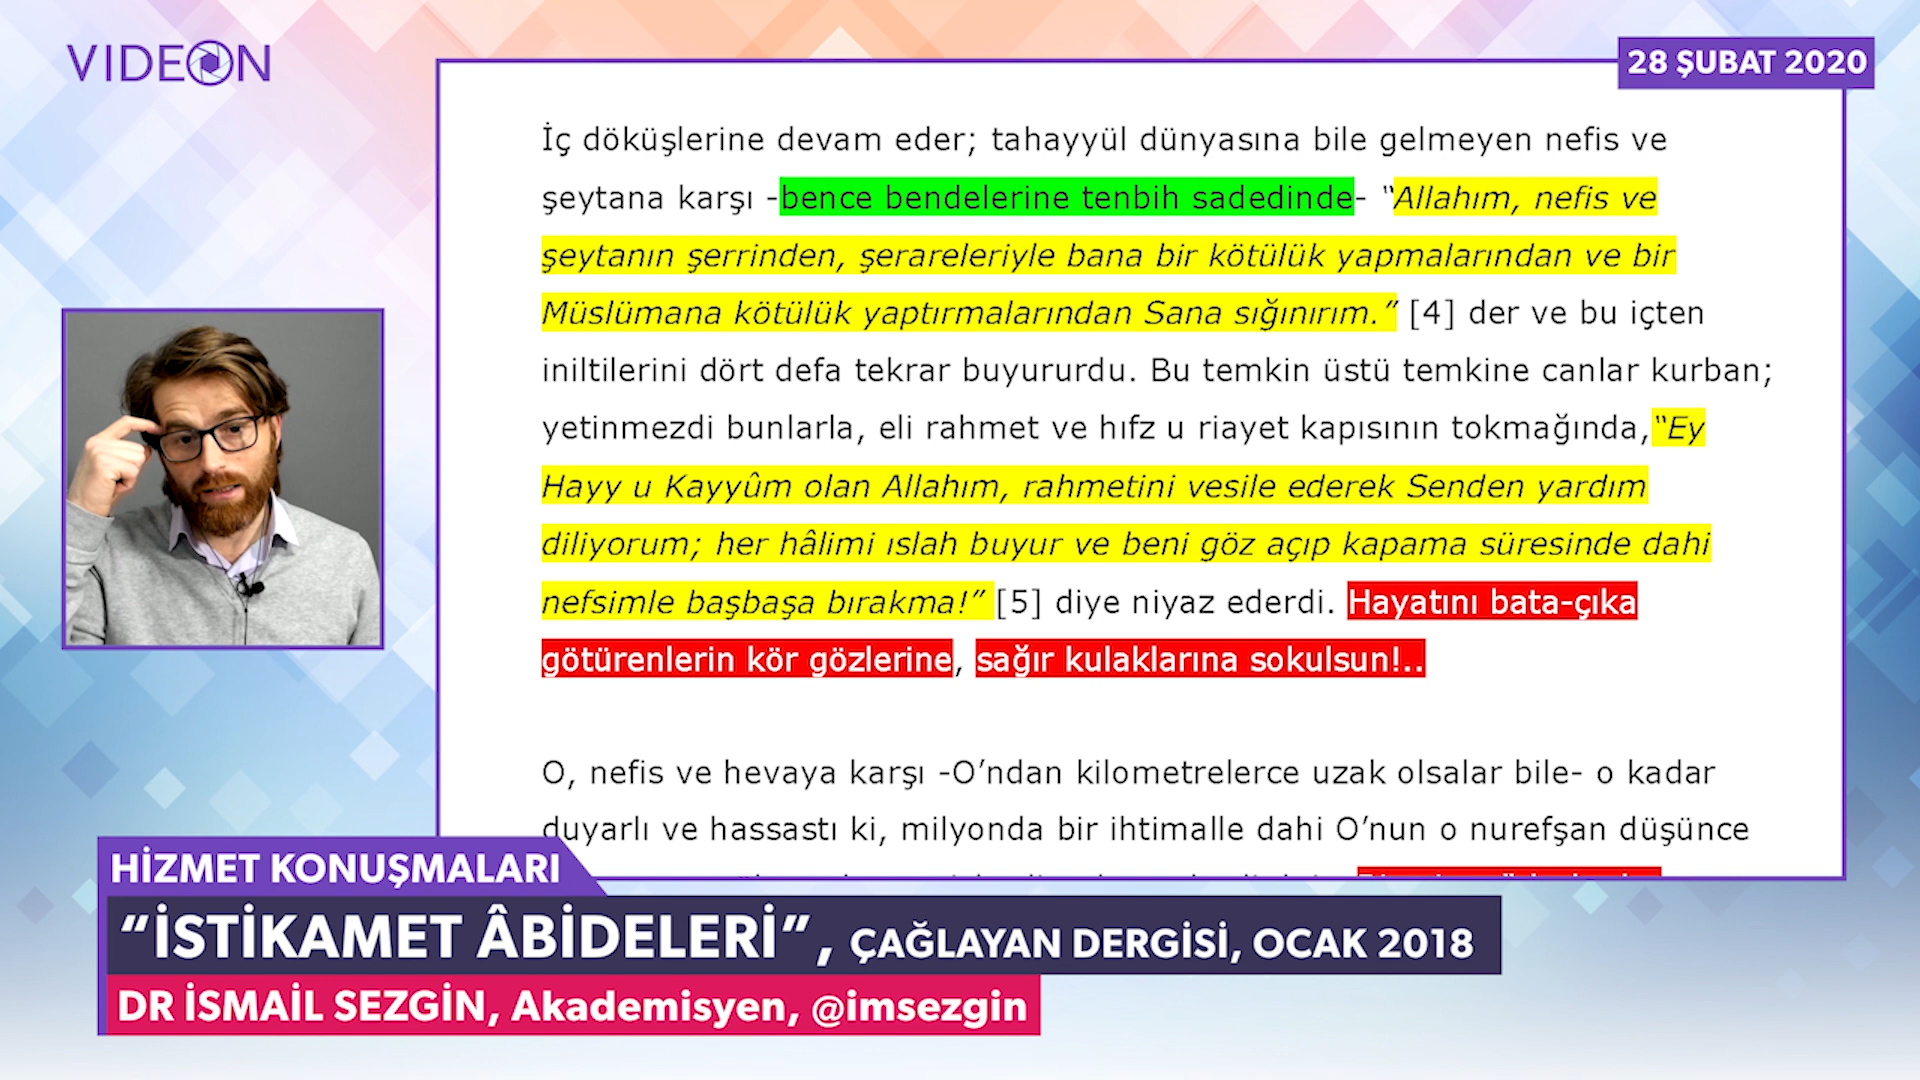 VIDEON
28 ŞUBAT 2020
İç döküşlerine devam eder; tahayyül dünyasına bile gelmeyen nefis ve
şeytana karşı -bence bendelerine tenbih sadedinde- “Allahım, nefis ve
şeytanın şerrinden, şerareleriyle bana bir kötülük yapmalarından ve bir
Müslümana kötülük yaptırmalarından Sana sığınırım.” [4] der ve bu içten
iniltilerini dört defa tekrar buyururdu. Bu temkin üstü temkine canlar kurban;
yetinmezdi bunlarla, eli rahmet ve hıfz u riayet kapısının tokmağında,“Ey
Hayy u Kayyûm olan Allahım, rahmetini vesile ederek Senden yardım
diliyorum; her hâlimi ıslah buyur ve beni göz açıp kapama süresinde dahi
nefsimle başbaşa bırakma!” [5] diye niyaz ederdi. Hayatını bata-çıka
götürenlerin kör gözlerine, sağır kulaklarına sokulsun!..
O, nefis ve hevaya karşı -O’ndan kilometrelerce uzak olsalar bile- o kadar
duyarlı ve hassastı ki, milyonda bir ihtimalle dahi O’nun o nurefşan düşünce
HİZMET KONUŞMALARI
“İSTİKAMET ÂBİDELERİ”, ÇAĞLAYAN DERGİSİ, OCAK 2018
DR İSMAİL SEZGİN, Akademisyen, @imsezgin